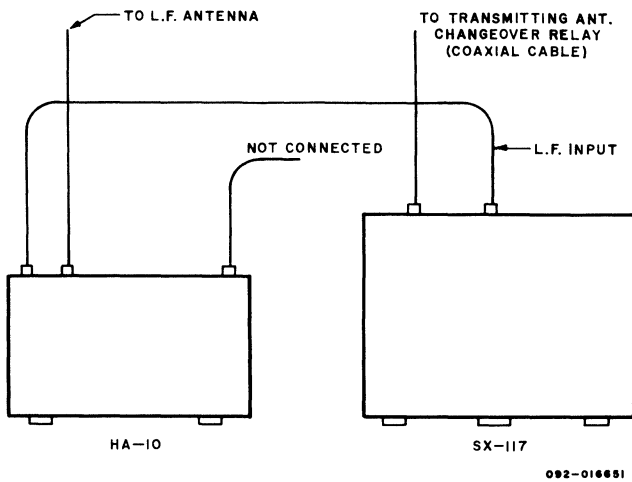 TO L.F. ANTENNA
TO TRANSMITTING ANT.
CHANGEOVER RELAY
(COAXIAL CABLE)
NOT CONNECTED
L.F. INPUT
HA-10
SX-117
092-016651